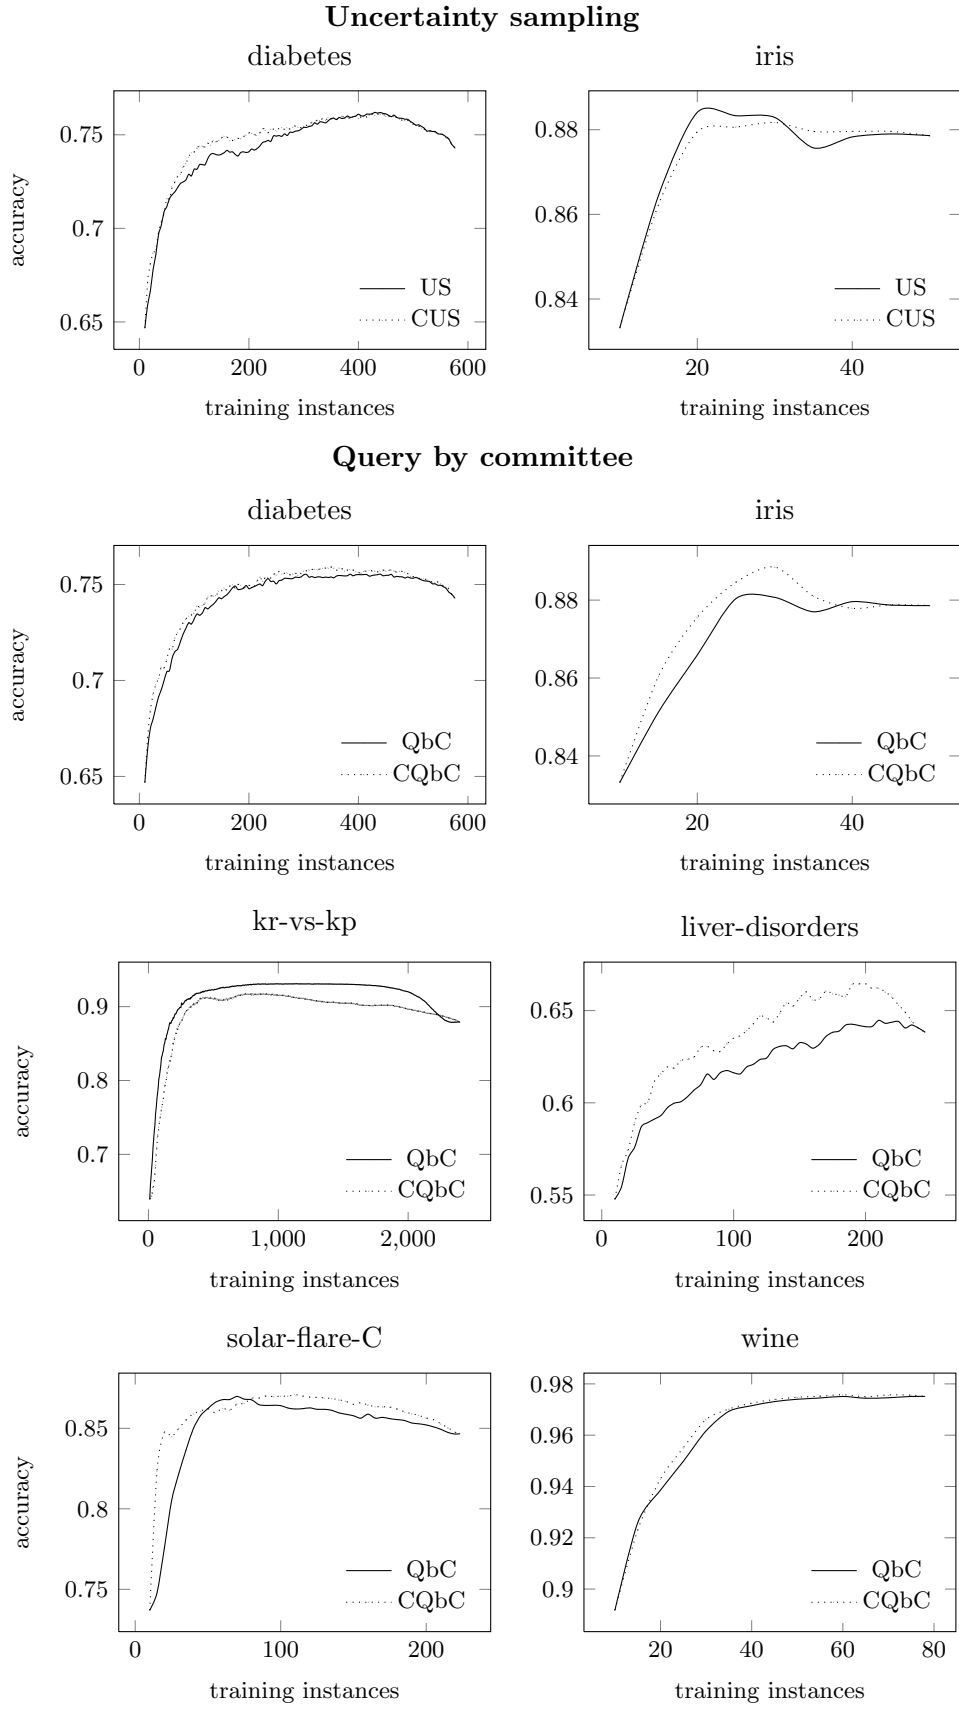 Uncertainty sampling
diabetes
iris
accuracy
0.75
0.7
0.65
US
CUS
0 200 400 600
training instances
0.88
0.86
0.84
US
CUS
20 40
training instances
Query by committee
diabetes
iris
accuracy
0.75
0.7
0.65
QbC
CQbC
0 200 400 600
training instances
0.88
0.86
0.84
QbC
CQbC
20 40
training instances
kr-vs-kp
liver-disorders
accuracy
0.9
0.8
0.7
QbC
CQbC
0 1,000 2,000
training instances
0.65
0.6
0.55
QbC
CQbC
0 100 200
training instances
solar-flare-C
wine
accuracy
0.85
0.8
0.75
QbC
CQbC
0 100 200
training instances
0.98
0.96
0.94
0.92
0.9
QbC
CQbC
20 40 60 80
training instances